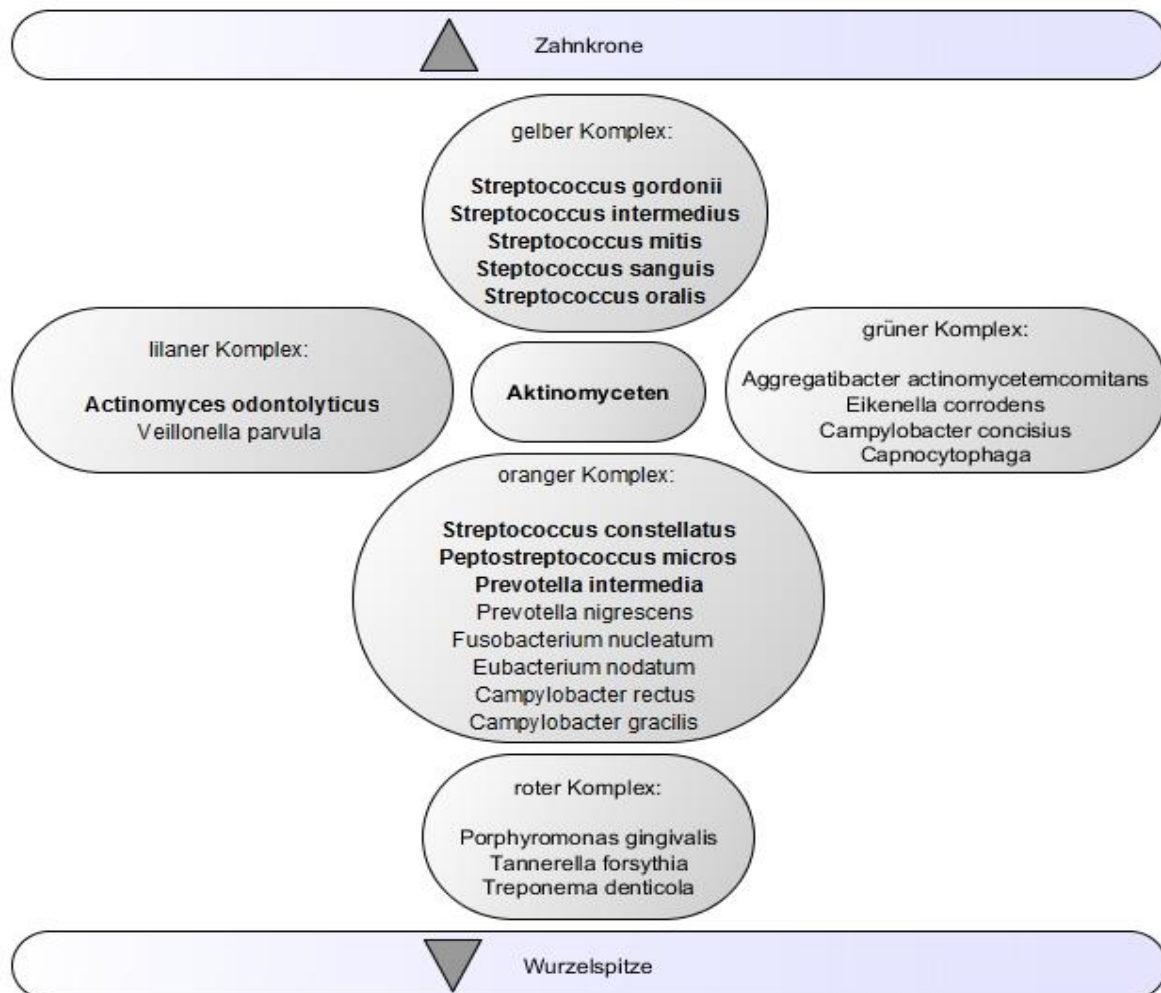 Zahnkrone
gelber Komplex:
Streptococcus gordonii
Streptococcus intermedius
Streptococcus mitis
Steptococcus sanguis
Streptococcus oralis
lilaner Komplex:
Actinomyces odontolyticus
Veillonella parvula
Aktinomyceten
grüner Komplex:
Aggregatibacter actinomycetemcomitans
Eikenella corrodens
Campylobacter concisius
Capnocytophaga
oranger Komplex:
Streptococcus constellatus
Peptostreptococcus micros
Prevotella intermedia
Prevotella nigrescens
Fusobacterium nucleatum
Eubacterium nodatum
Campylobacter rectus
Campylobacter gracilis
roter Komplex:
Porphyromonas gingivalis
Tannerella forsythia
Treponema denticola
Wurzelspitze